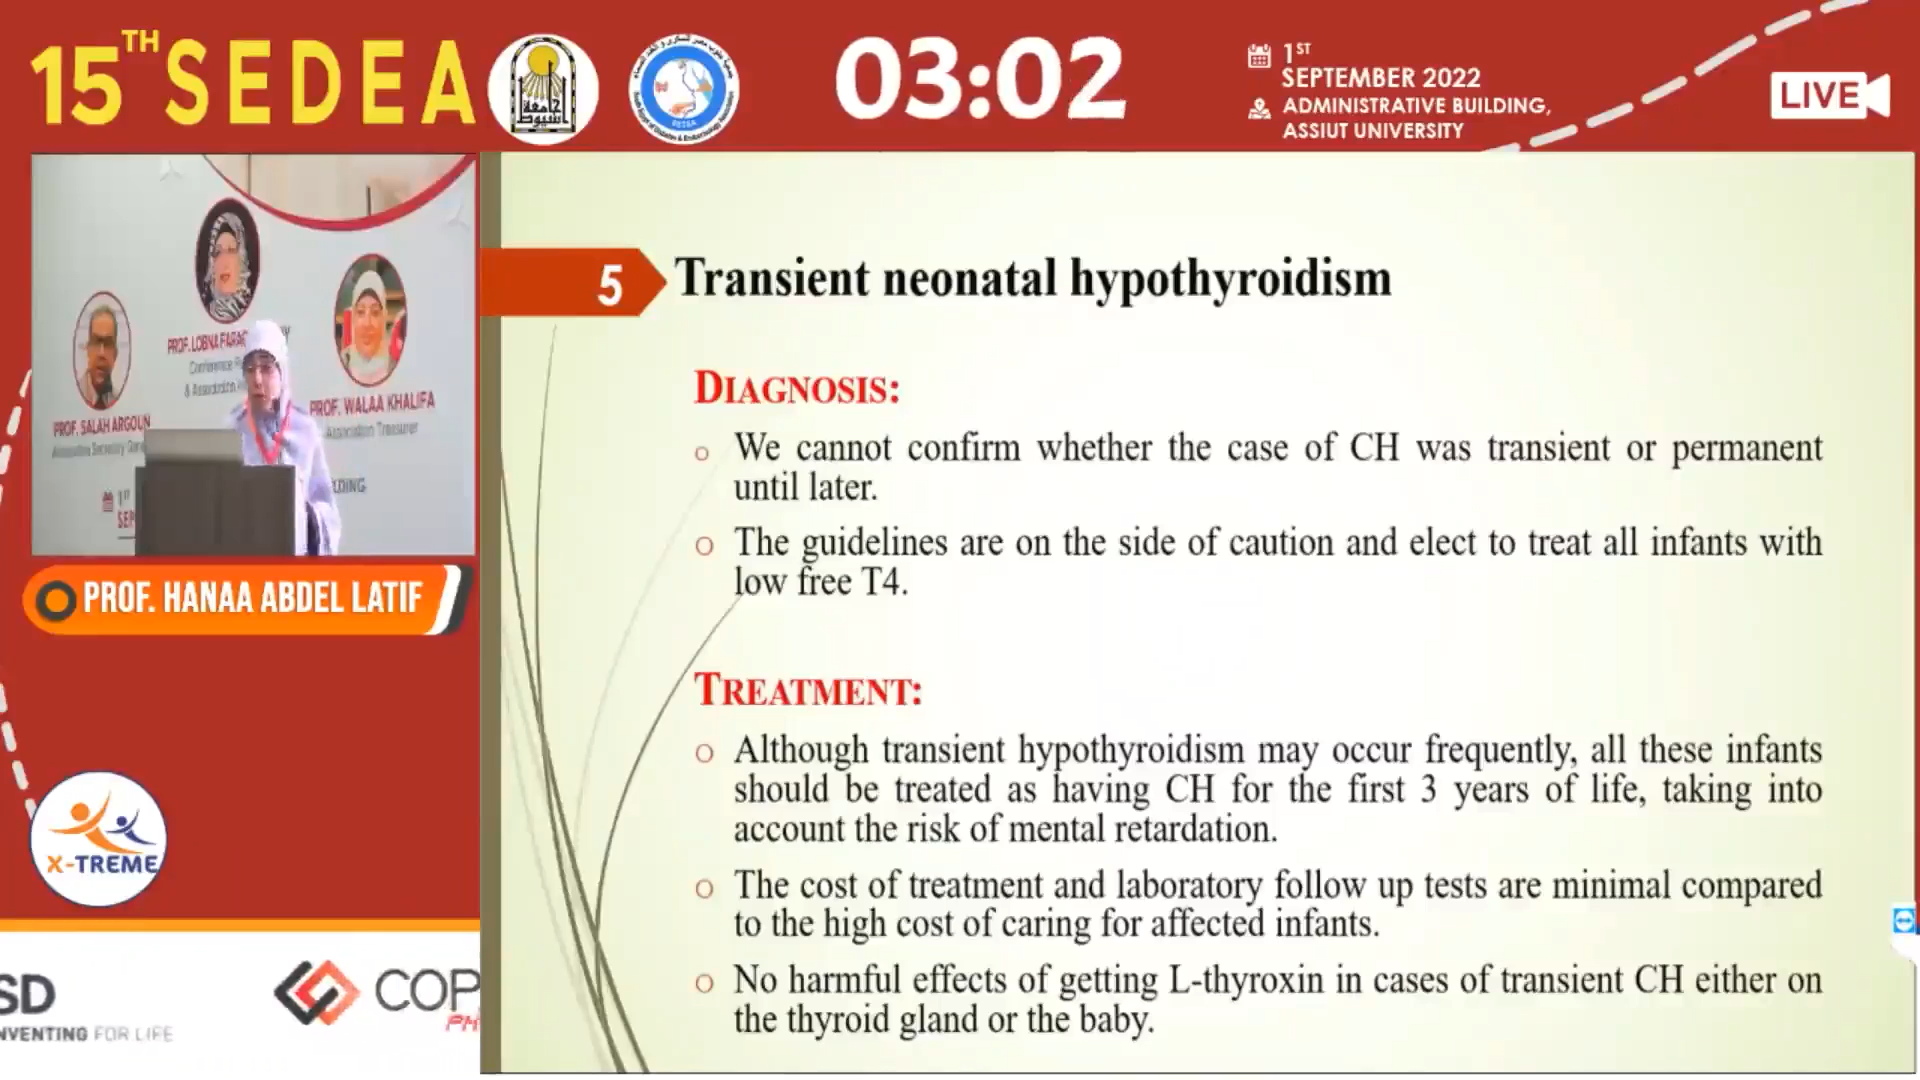 15TH SEDEA
03:02
1ST
SEPTEMBER 2022
ADMINISTRATIVE BUILDING,
ASSIUT UNIVERSITY
LIVE
جامعة
أسيوط
SEDEA
PROF. SALAH ARGOUN
PROF. LOBNA
PROF. WALAA KHALIFA
Association Treasurer
PROF. HANAA ABDEL LATIF
X-TREME
SD
NVENTING FOR LIFE
COP
PH
5
Transient neonatal hypothyroidism
DIAGNOSIS:
o We cannot confirm whether the case of CH was transient or permanent
until later.
o The guidelines are on the side of caution and elect to treat all infants with
low free T4.
TREATMENT:
o Although transient hypothyroidism may occur frequently, all these infants
should be treated as having CH for the first 3 years of life, taking into
account the risk of mental retardation.
o The cost of treatment and laboratory follow up tests are minimal compared
to the high cost of caring for affected infants.
o No harmful effects of getting L-thyroxin in cases of transient CH either on
the thyroid gland or the baby.